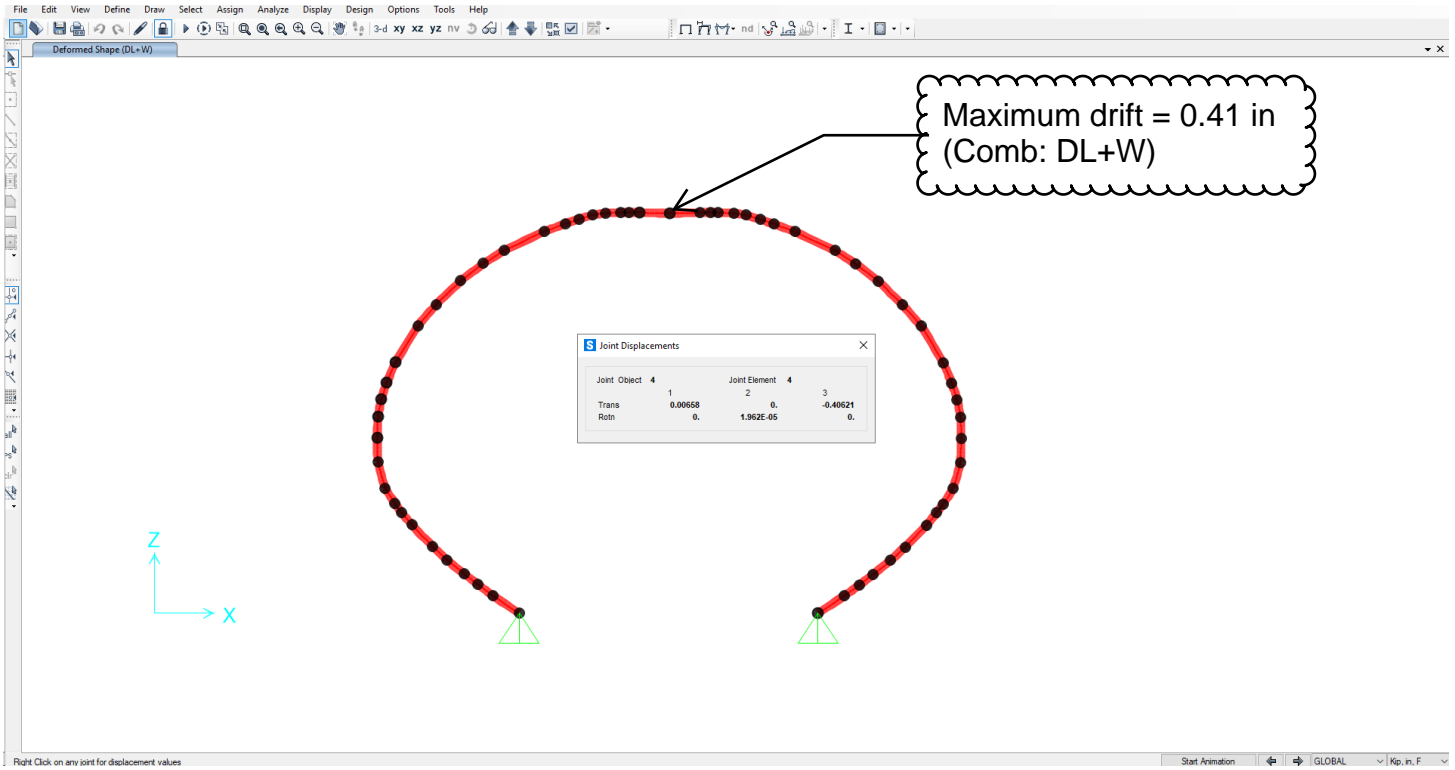 File Edit View Define Draw Select Assign Analyze Display Design Options Tools Help
3-d xy xz yz nv
nd
Deformed Shape (DL+W)
Maximum drift = 0.41 in
(Comb: DL+W)
Joint Displacements
Joint Object 4 Joint Element 4
1 2 3
Trans 0.00658 0. -0.40621
Rotn 0. 1.962E-05 0.
all
Z
X
Right Click on any joint for displacement values
Start Animation GLOBAL Kip, in, F